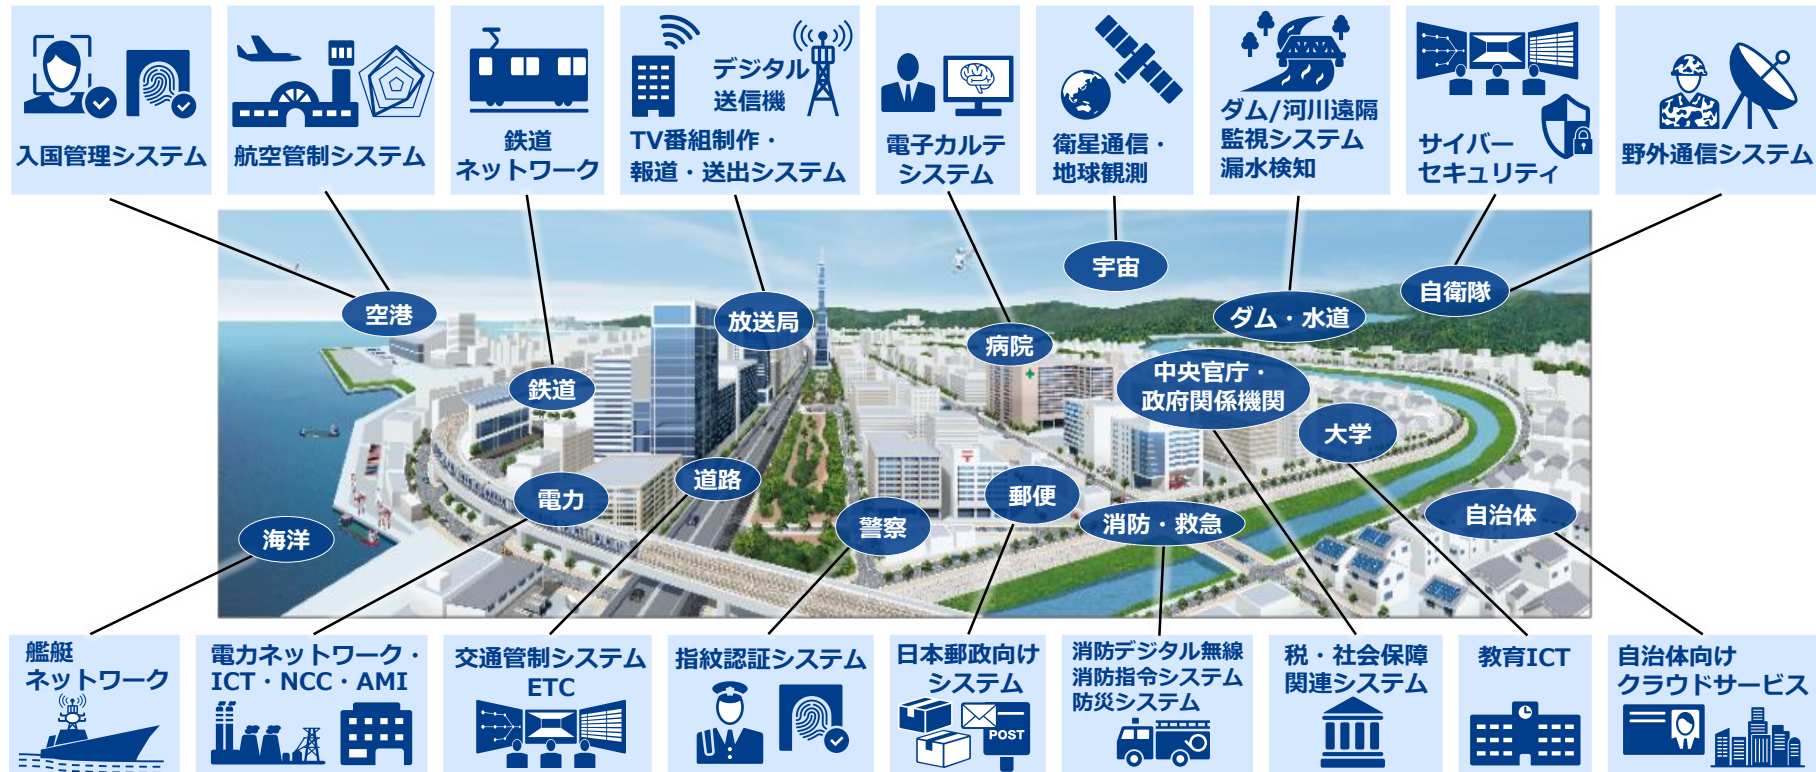 入国管理システム
航空管制システム
鉄道
ネットワーク
デジタル
送信機
TV番組制作・
報道・送出システム
電子カルテ
システム
衛星通信・
地球観測
ダム/河川遠隔
監視システム
漏水検知
サイバー
セキュリティ
野外通信システム
空港
鉄道
放送局
病院
宇宙
ダム・水道
自衛隊
中央官庁・
政府関係機関
大学
電力
道路
警察
郵便
消防・救急
自治体
海洋
艦艇
ネットワーク
電力ネットワーク・
ICT・NCC・AMI
交通管制システム
ETC
指紋認証システム
日本郵政向け
システム
POST
消防デジタル無線
消防指令システム
防災システム
税・社会保障
関連システム
教育ICT
自治体向け
クラウドサービス